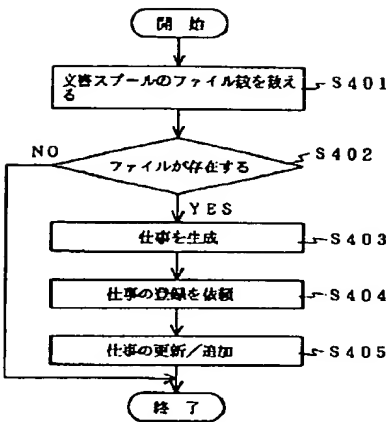 開始
文書スプールのファイル数を数え
る
S401
ファイルが存在する
S402
NO
YES
仕事を生成
S403
仕事の登録を依頼
S404
仕事の更新／追加
S405
終了